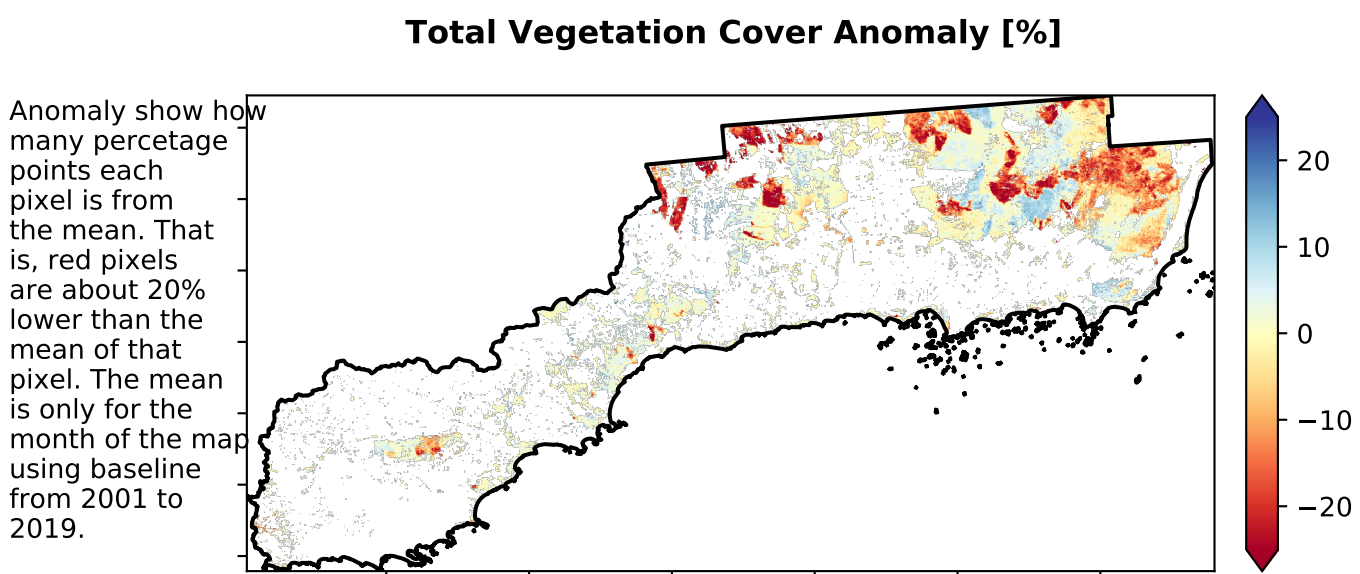 Total Vegetation Cover Anomaly [%]
Anomaly show how
many percetage
points each
pixel is from
the mean. That
is, red pixels
are about 20%
lower than the
mean of that
pixel. The mean
is only for the
month of the map
using baseline
from 2001 to
2019.
20
10
0
−10
−20